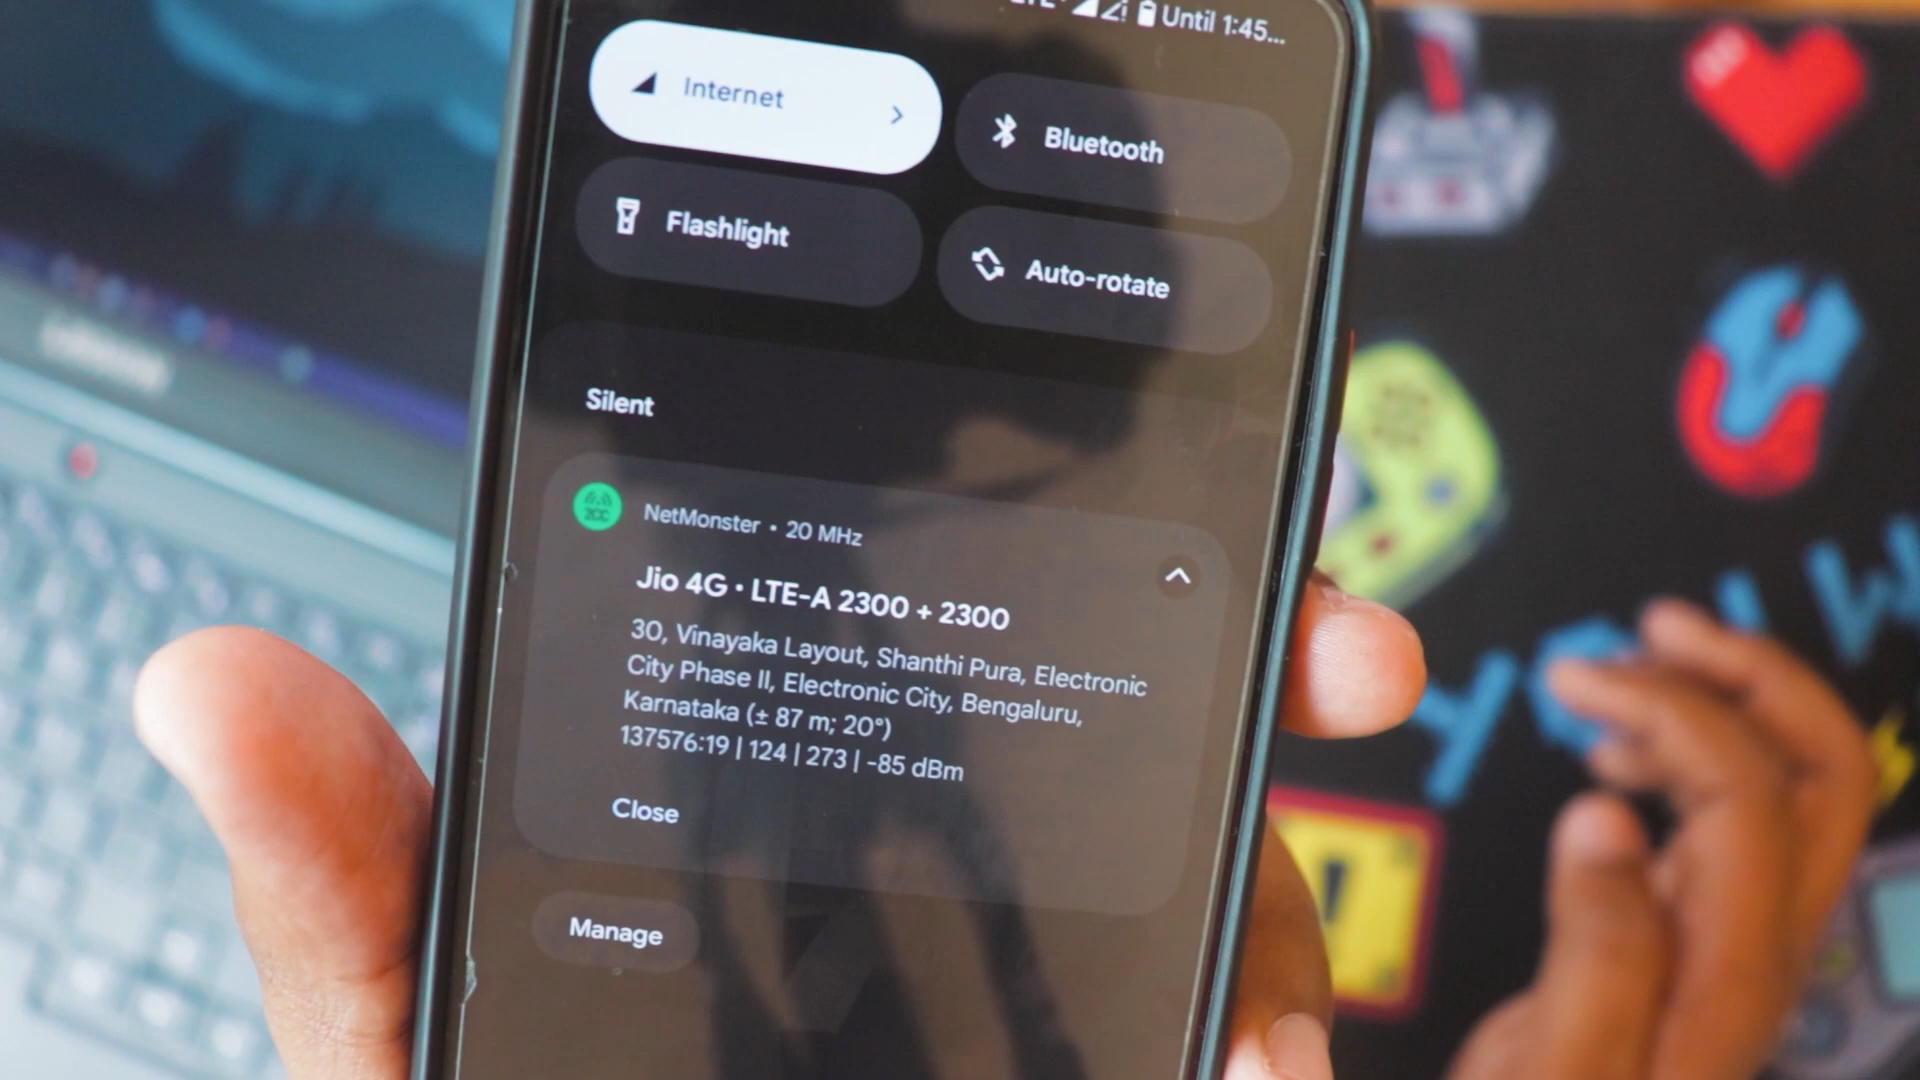 Until 1:45...
Internet
Bluetooth
Flashlight
Auto-rotate
Silent
2CC
NetMonster • 20 MHz
Jio 4G • LTE-A 2300 + 2300
30, Vinayaka Layout, Shanthi Pura, Electronic
City Phase II, Electronic City, Bengaluru,
Karnataka (± 87 m; 20°)
137576:19 | 124 | 273 | -85 dBm
Close
Manage